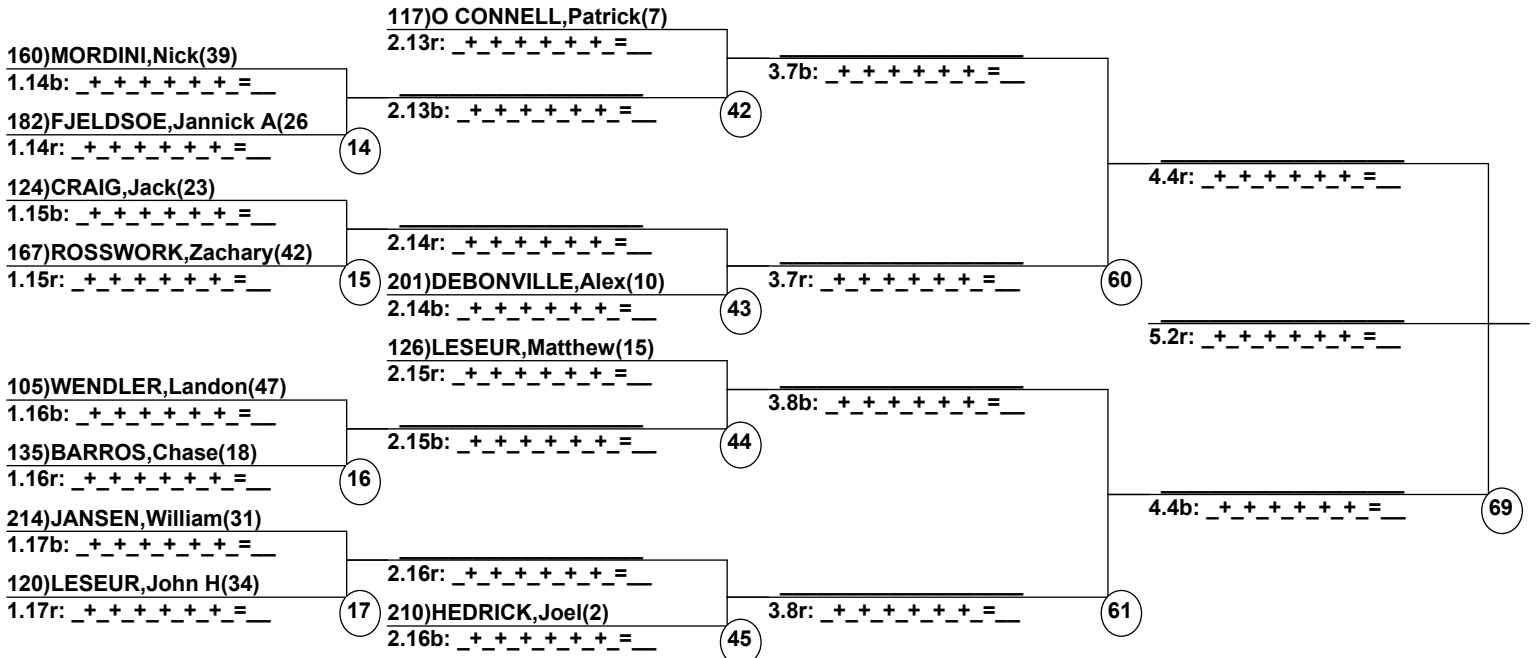 117)O CONNELL,Patrick(7)
2.13r: _+_+_+_+_+_=__
160)MORDINI,Nick(39)
1.14b: _+_+_+_+_+_=__
3.7b: _+_+_+_+_+_=__
2.13b: _+_+_+_+_+_=__
42
182)FJELDSOE,Jannick A(26
1.14r: _+_+_+_+_+_=__
14
4.4r: _+_+_+_+_+_=__
124)CRAIG,Jack(23)
1.15b: _+_+_+_+_+_=__
2.14r: _+_+_+_+_+_=__
167)ROSSWORK,Zachary(42)
1.15r: _+_+_+_+_+_=__
15
201)DEBONVILLE,Alex(10)
3.7r: _+_+_+_+_+_=__
60
2.14b: _+_+_+_+_+_=__
43
5.2r: _+_+_+_+_+_=__
126)LESEUR,Matthew(15)
2.15r: _+_+_+_+_+_=__
105)WENDLER,Landon(47)
1.16b: _+_+_+_+_+_=__
3.8b: _+_+_+_+_+_=__
2.15b: _+_+_+_+_+_=__
44
135)BARROS,Chase(18)
1.16r: _+_+_+_+_+_=__
16
4.4b: _+_+_+_+_+_=__
69
214)JANSEN,William(31)
1.17b: _+_+_+_+_+_=__
2.16r: _+_+_+_+_+_=__
120)LESEUR,John H(34)
1.17r: _+_+_+_+_+_=__
17
210)HEDRICK,Joel(2)
3.8r: _+_+_+_+_+_=__
61
2.16b: _+_+_+_+_+_=__
45